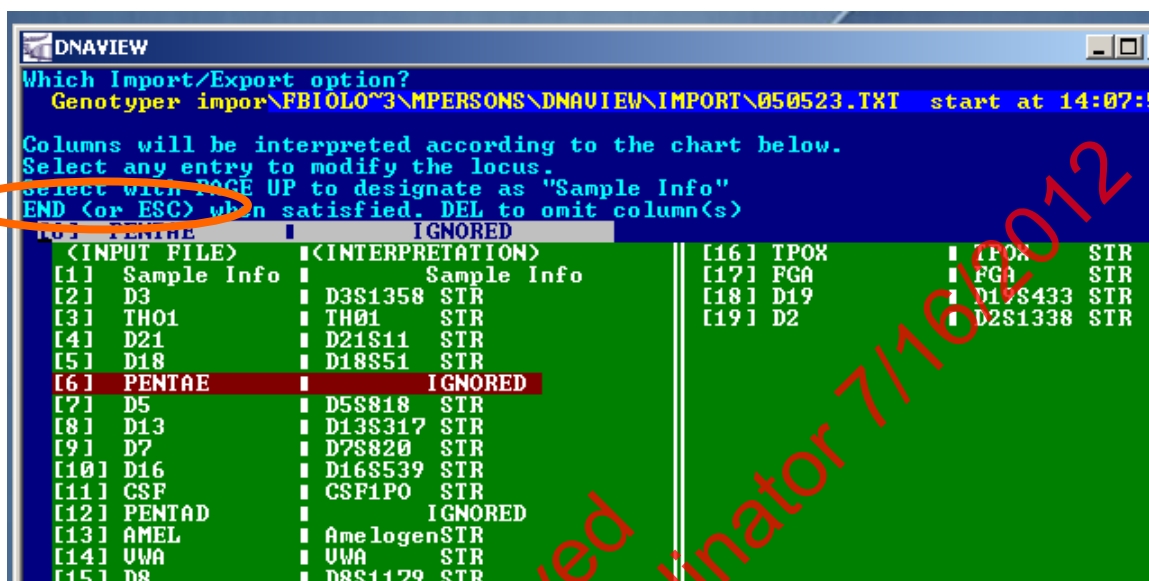 DNAVIEW
Which Import/Export option?
Genotyper impor\FBIOLO~3\MPERSONS\DNAVIEW\IMPORT\050523.TXT start at 14:07:
Columns will be interpreted according to the chart below.
Select any entry to modify the locus.
Select with PAGE UP to designate as "Sample Info"
END (or ESC) when satisfied. DEL to omit column(s)
[6] PENTAE IGNORED
<INPUT FILE> <INTERPRETATION>
[1] Sample Info Sample Info
[2] D3 D3S1358 STR
[3] THO1 TH01 STR
[4] D21 D21S11 STR
[5] D18 D18S51 STR
[6] PENTAE IGNORED
[7] D5 D5S818 STR
[8] D13 D13S317 STR
[9] D7 D7S820 STR
[10] D16 D16S539 STR
[11] CSF CSF1PO STR
[12] PENTAD IGNORED
[13] AMEL AmelogenSTR
[14] VWA VWA STR
[15] D8 D8S1179 STR
[16] TPOX TPOX STR
[17] FGA FGA STR
[18] D19 D19S433 STR
[19] D2 D2S1338 STR
7/16/2012